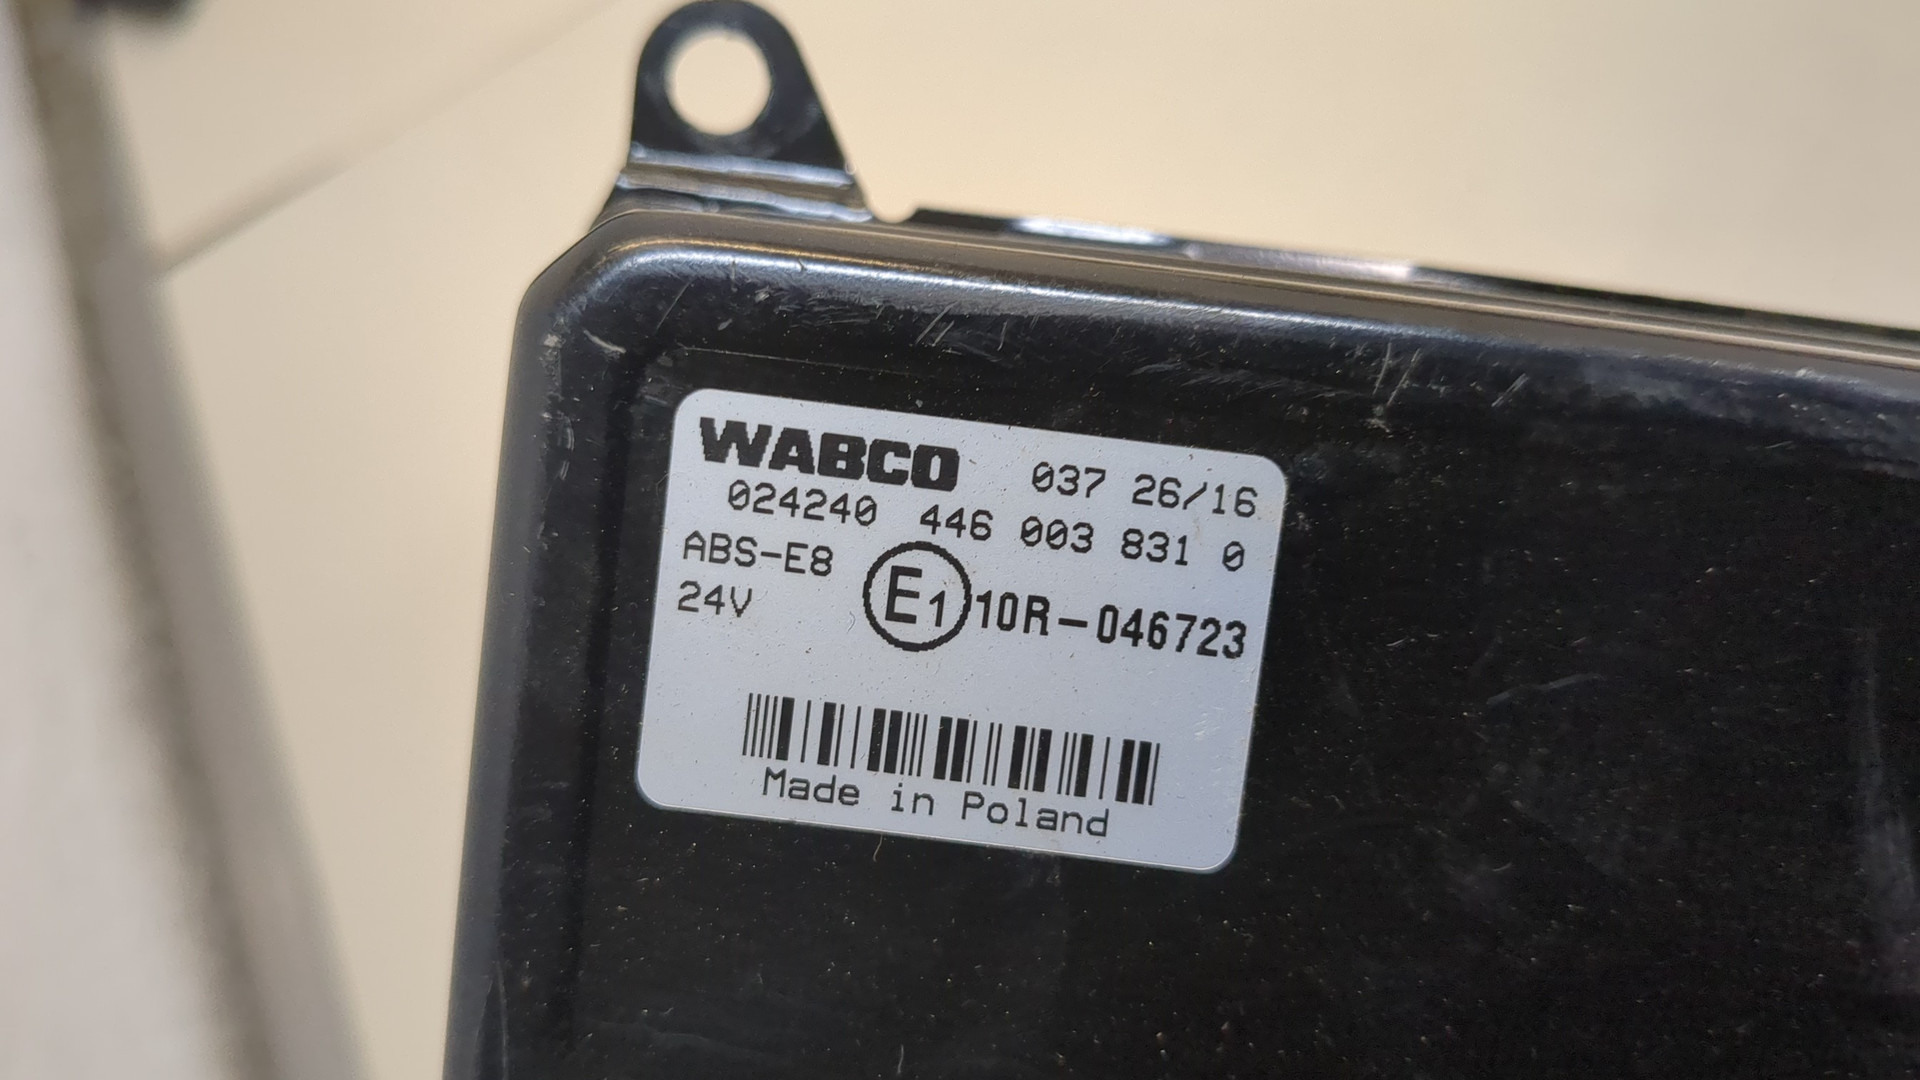 WABCO 037 26/16
024240 446 003 831 0
ABS-E8
24V
E1 10R-046723
Made in Poland